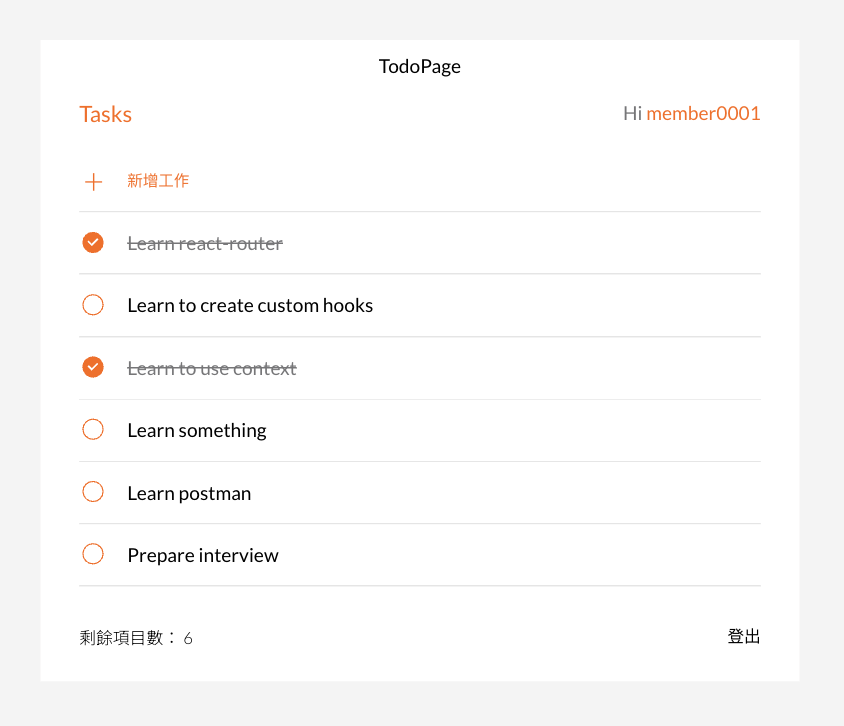 TodoPage
Tasks
Hi member0001
新增工作
Learn react-router
Learn to create custom hooks
Learn to use context
Learn something
Learn postman
Prepare interview
剩餘項目數： 6
登出